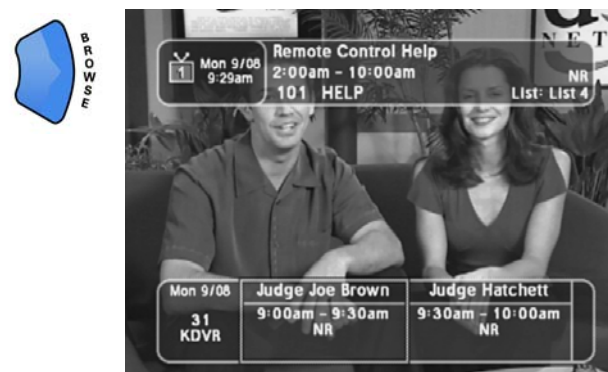 BROWSE
NET
Mon 9/08
9:29am
1
Remote Control Help
2:00am - 10:00am
NR
101 HELP
List: List 4
Mon 9/08
31
KDVR
Judge Joe Brown
9:00am - 9:30am
NR
Judge Hatchett
9:30am - 10:00am
NR